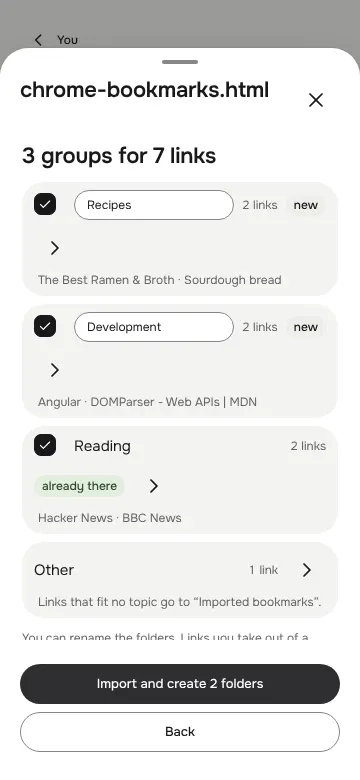 You
chrome-bookmarks.html
3 groups for 7 links
Recipes 2 links new
The Best Ramen & Broth · Sourdough bread
Development 2 links new
Angular · DOMParser - Web APIs | MDN
Reading 2 links
already there
Hacker News · BBC News
Other 1 link
Links that fit no topic go to “Imported bookmarks”.
You can rename the folders. Links you take out of a
Import and create 2 folders
Back